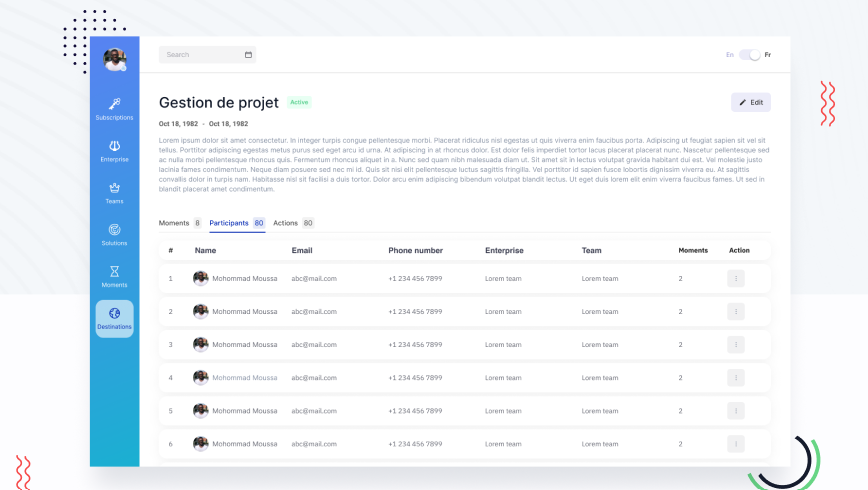 Search
En Fr
Subscriptions
Enterprise
Teams
Solutions
Moments
Destinations
Gestion de projet Active
Edit
Oct 18, 1982 - Oct 18, 1982
Lorem ipsum dolor sit amet consectetur. In integer turpis congue pellentesque morbi. Placerat ridiculus nisl egestas ut quis viverra enim faucibus porta. Adipiscing ut feugiat sapien sit vel sit
tellus. Porttitor adipiscing egestas metus purus sed eget arcu id urna. At adipiscing in at rhoncus dolor. Est dolor felis imperdiet tortor lacus placerat placerat nunc. Nascetur pellentesque sed
ac nulla morbi pellentesque rhoncus quis. Fermentum rhoncus aliquet in a. Nunc sed quam nibh malesuada diam ut. Sit amet sit in lectus volutpat gravida habitant dui est. Vel molestie justo
lacinia fames condimentum. Neque diam posuere sed nec mi id. Quis sit nisi elit pellentesque luctus sagittis fringilla. Vel porttitor id sapien fusce lobortis dignissim viverra eu. At sagittis
convallis dolor in turpis nam. Habitasse nisl sit facilisi a duis tortor. Dolor arcu enim adipiscing bibendum volutpat blandit lectus. Ut eget duis lorem elit enim viverra faucibus fames. Ut sed in
blandit placerat amet condimentum.
Moments 8 Participants 80 Actions 80
# Name Email Phone number Enterprise Team Moments Action
1 Mohommad Moussa abc@mail.com +1 234 456 7899 Lorem team Lorem team 2
2 Mohommad Moussa abc@mail.com +1 234 456 7899 Lorem team Lorem team 2
3 Mohommad Moussa abc@mail.com +1 234 456 7899 Lorem team Lorem team 2
4 Mohommad Moussa abc@mail.com +1 234 456 7899 Lorem team Lorem team 2
5 Mohommad Moussa abc@mail.com +1 234 456 7899 Lorem team Lorem team 2
6 Mohommad Moussa abc@mail.com +1 234 456 7899 Lorem team Lorem team 2